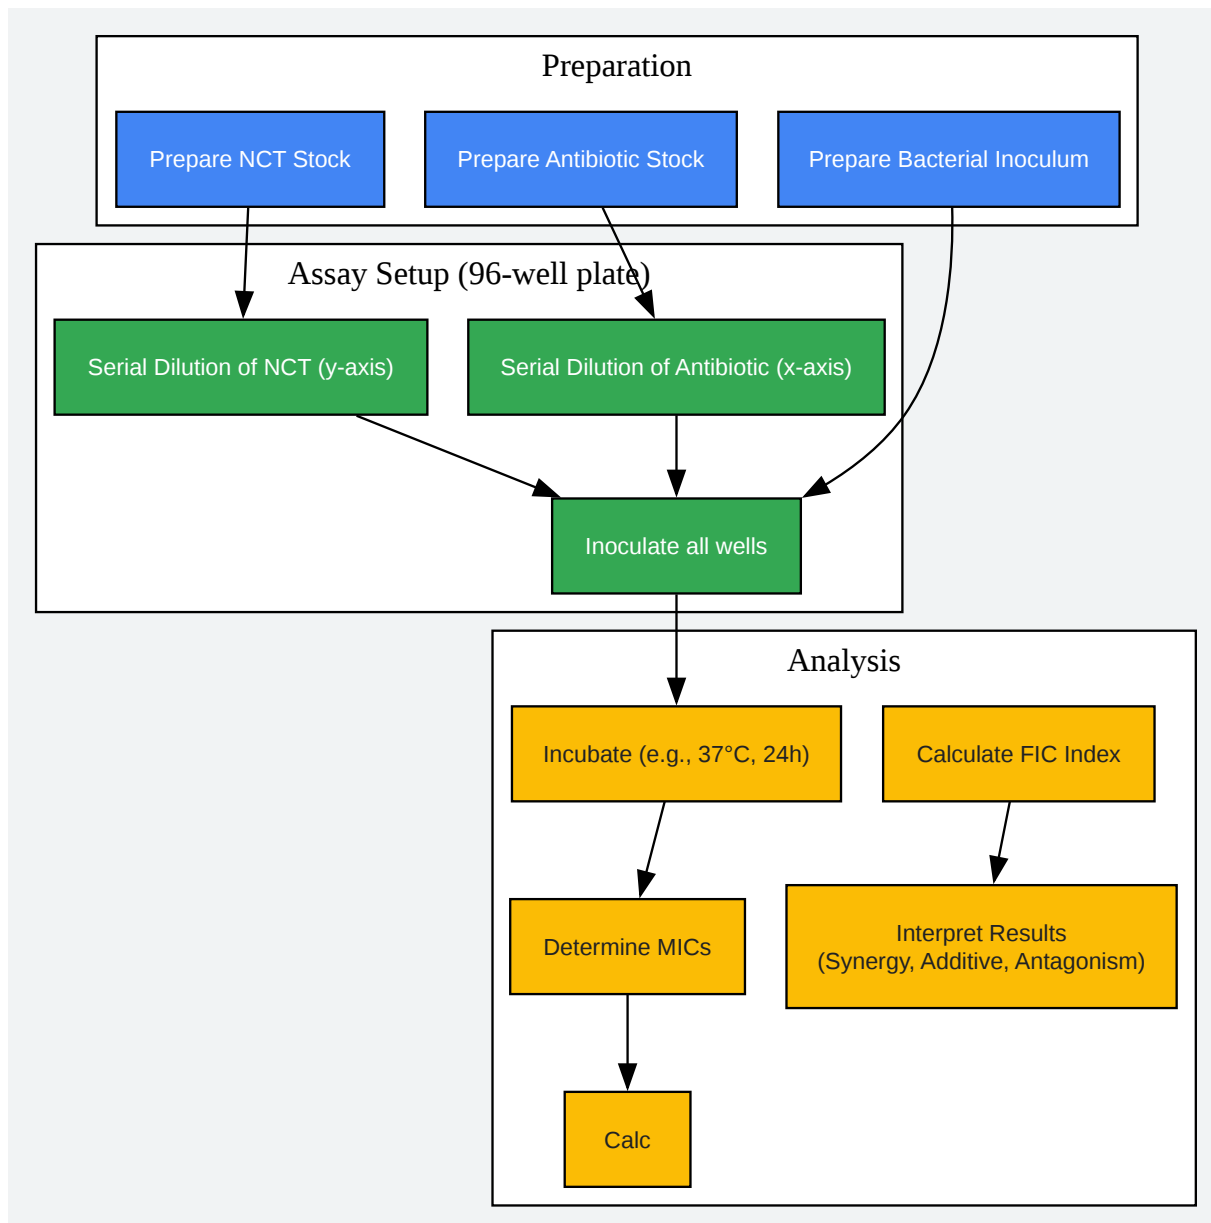 Preparation
Prepare NCT Stock
Prepare Antibiotic Stock
Prepare Bacterial Inoculum
Assay Setup (96-well plate)
Serial Dilution of NCT (y-axis)
Serial Dilution of Antibiotic (x-axis)
Inoculate all wells
Analysis
Incubate (e.g., 37°C, 24h)
Calculate FIC Index
Determine MICs
Interpret Results
(Synergy, Additive, Antagonism)
Calc